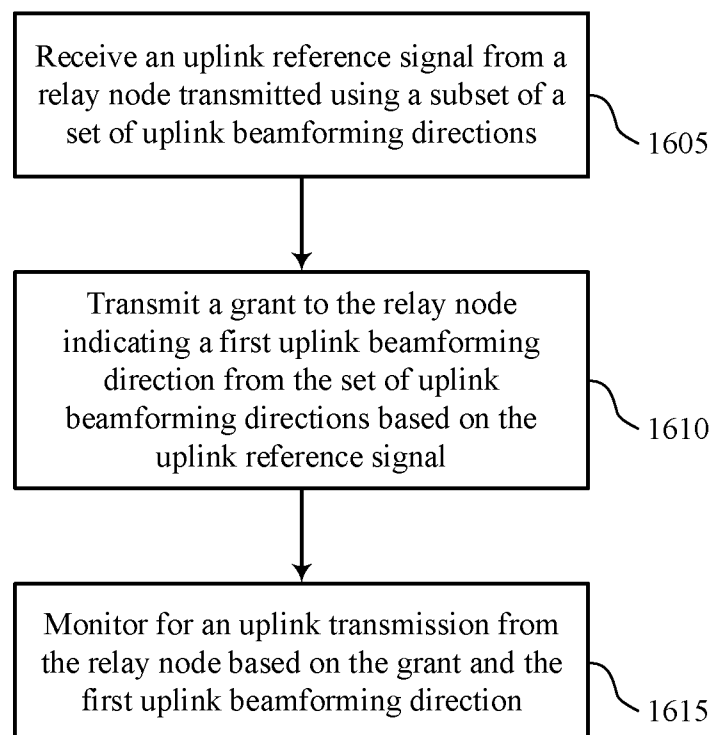 Receive an uplink reference signal from a
relay node transmitted using a subset of a
set of uplink beamforming directions
1605
Transmit a grant to the relay node
indicating a first uplink beamforming
direction from the set of uplink
beamforming directions based on the
uplink reference signal
1610
Monitor for an uplink transmission from
the relay node based on the grant and the
first uplink beamforming direction
1615